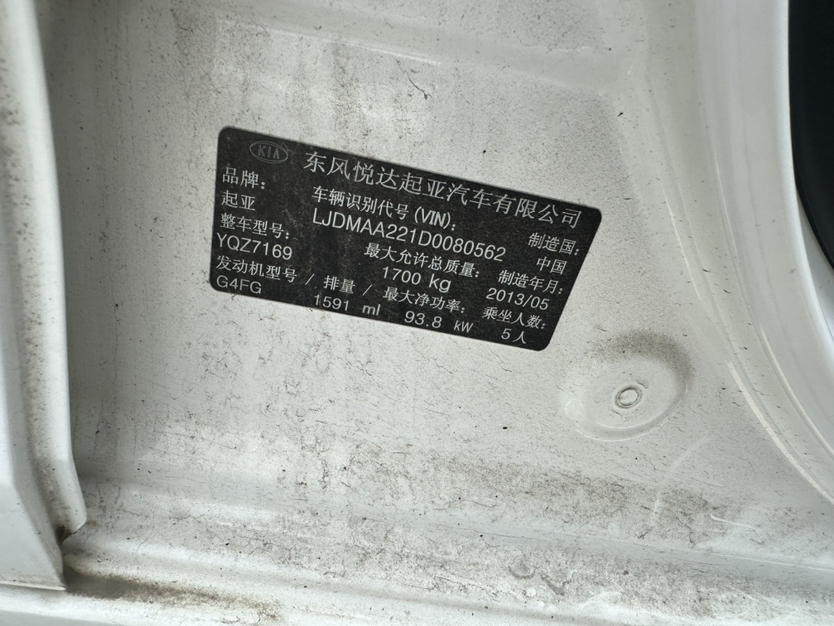 KIA 东风悦达起亚汽车有限公司
品牌： 车辆识别代号 (VIN)： 制造国：
起亚 LJDMAA221D0080562 中国
整车型号： 最大允许总质量： 制造年月：
YQZ7169 1700 kg 2013/05
发动机型号 / 排量 / 最大净功率： 乘坐人数：
G4FG 1591 ml 93.8 kW 5 人